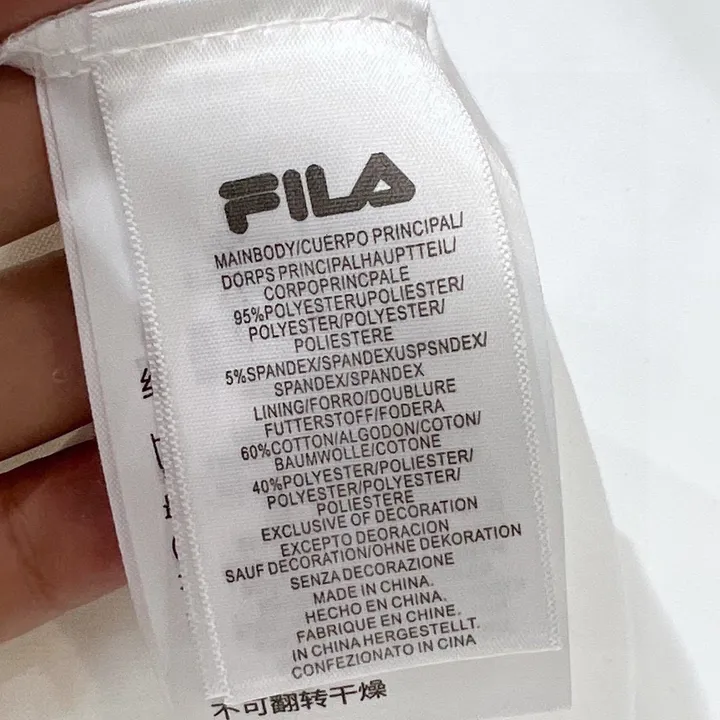 FILA
MAINBODY/CUERPO PRINCIPAL/
DORPS PRINCIPALHAUPTTEIL/
CORPOPRINCPALE
95%POLYESTERUPOLIESTER/
POLYESTER/POLYESTER/
POLIESTERE
5%SPANDEX/SPANDEXUSPSNDEX/
SPANDEX/SPANDEX
LINING/FORRO/DOUBLURE
FUTTERSTOFF/FODERA
60%COTTON/ALGODON/COTON/
BAUMWOLLE/COTONE
40%POLYESTER/POLIESTER/
POLYESTER/POLYESTER/
POLIESTERE
EXCLUSIVE OF DECORATION
EXCEPTO DEORACION
SAUF DECORATION/OHNE DEKORATION
SENZA DECORAZIONE
MADE IN CHINA.
HECHO EN CHINA.
FABRIQUE EN CHINE.
IN CHINA HERGESTELLT.
CONFEZIONATO IN CINA
不可翻转干燥